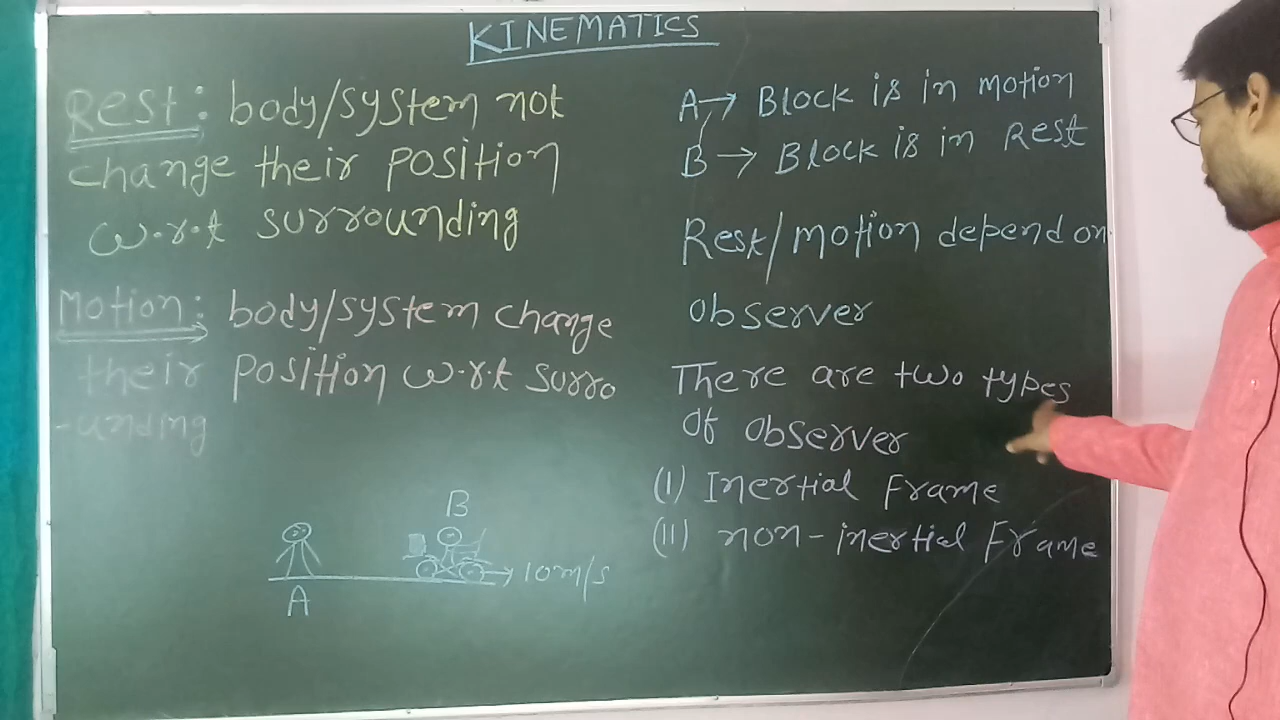 KINEMATICS
Rest: body/system not
change their position
w.r.t surrounding
Motion: body/system change
their position w.r.t surro
-unding
B
10m/s
A
A→ Block is in motion
B → Block is in Rest
Rest/motion depend on
observer
There are two types
of observer
(I) Inertial Frame
(II) non-inertial Frame